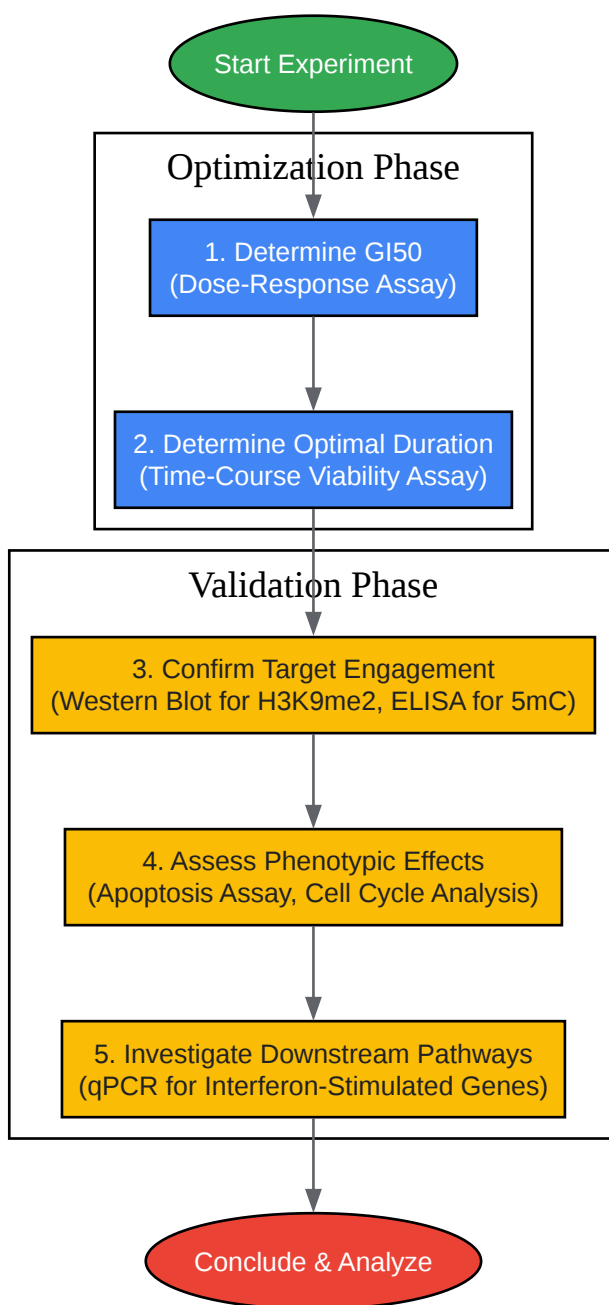 Start Experiment
Optimization Phase
1. Determine GI50
(Dose-Response Assay)
2. Determine Optimal Duration
(Time-Course Viability Assay)
Validation Phase
3. Confirm Target Engagement
(Western Blot for H3K9me2, ELISA for 5mC)
4. Assess Phenotypic Effects
(Apoptosis Assay, Cell Cycle Analysis)
5. Investigate Downstream Pathways
(qPCR for Interferon-Stimulated Genes)
Conclude & Analyze